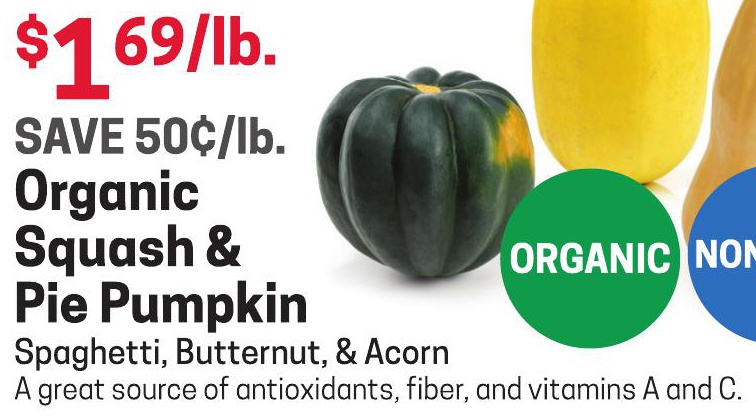 $1 69/lb.
SAVE 50¢/lb.
Organic
Squash &
Pie Pumpkin
Spaghetti, Butternut, & Acorn
A great source of antioxidants, fiber, and vitamins A and C.
ORGANIC
NON